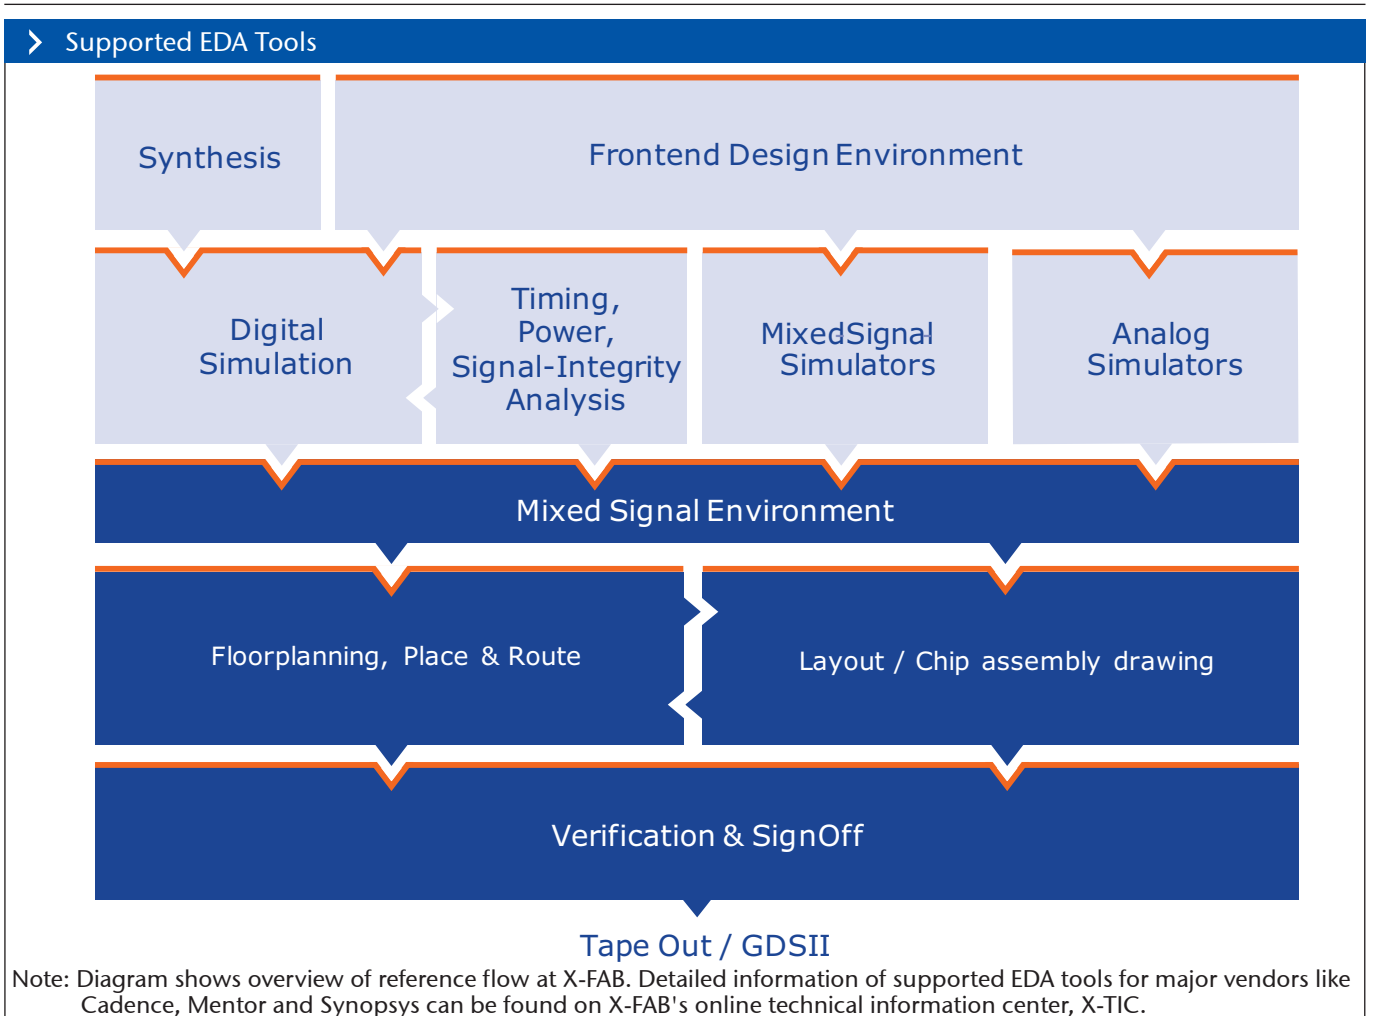 Supported EDA Tools
Synthesis
Frontend Design Environment
Digital
Simulation
Timing,
Power,
Signal-Integrity
Analysis
Mixed-Signal
Simulators
Analog
Simulators
Mixed Signal Environment
Floorplanning, Place & Route
Layout / Chip assembly drawing
Verification & SignOff
Tape Out / GDSII
Note: Diagram shows overview of reference flow at X-FAB. Detailed information of supported EDA tools for major vendors like
Cadence, Mentor and Synopsys can be found on X-FAB's online technical information center, X-TIC.